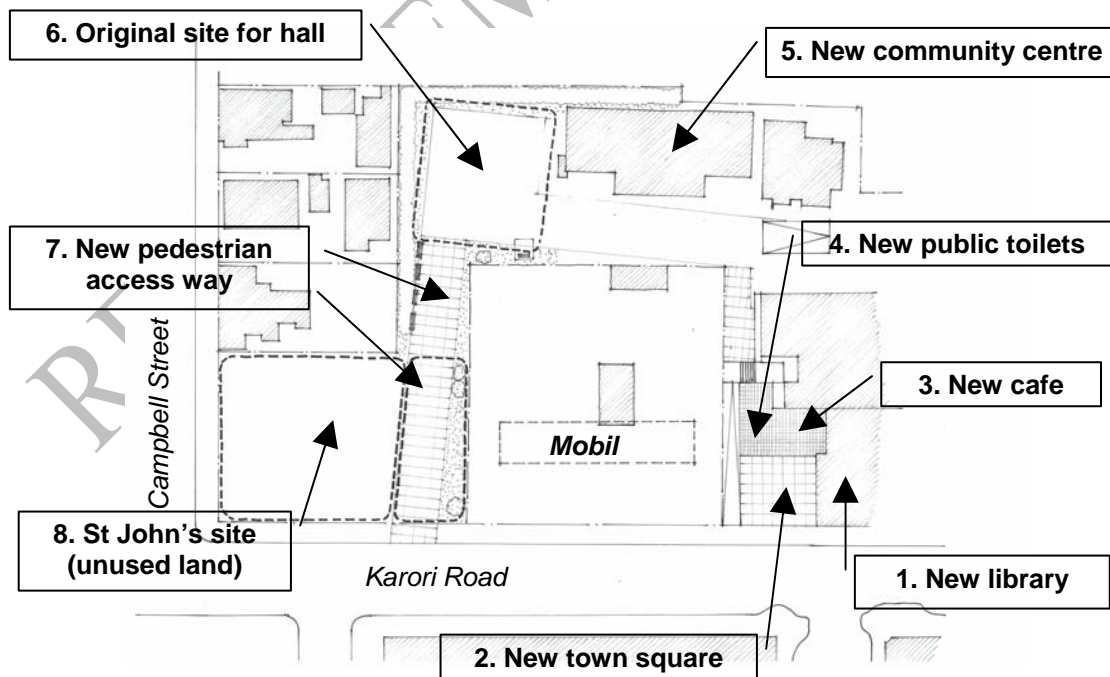 6. Original site for hall
5. New community centre
7. New pedestrian
access way
4. New public toilets
3. New cafe
Campbell Street
Mobil
8. St John's site
(unused land)
Karori Road
1. New library
2. New town square